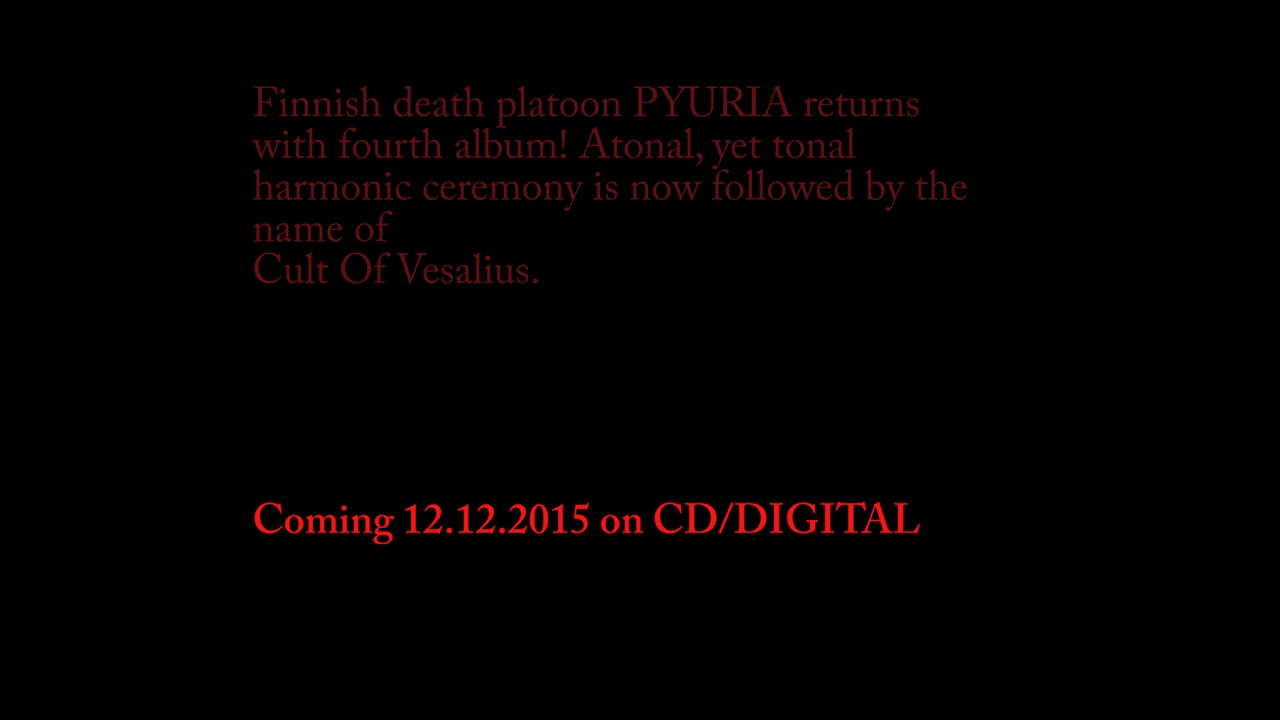 Finnish death platoon PYURIA returns
with fourth album! Atonal, yet tonal
harmonic ceremony is now followed by the
name of
Cult Of Vesalius.
Coming 12.12.2015 on CD/DIGITAL